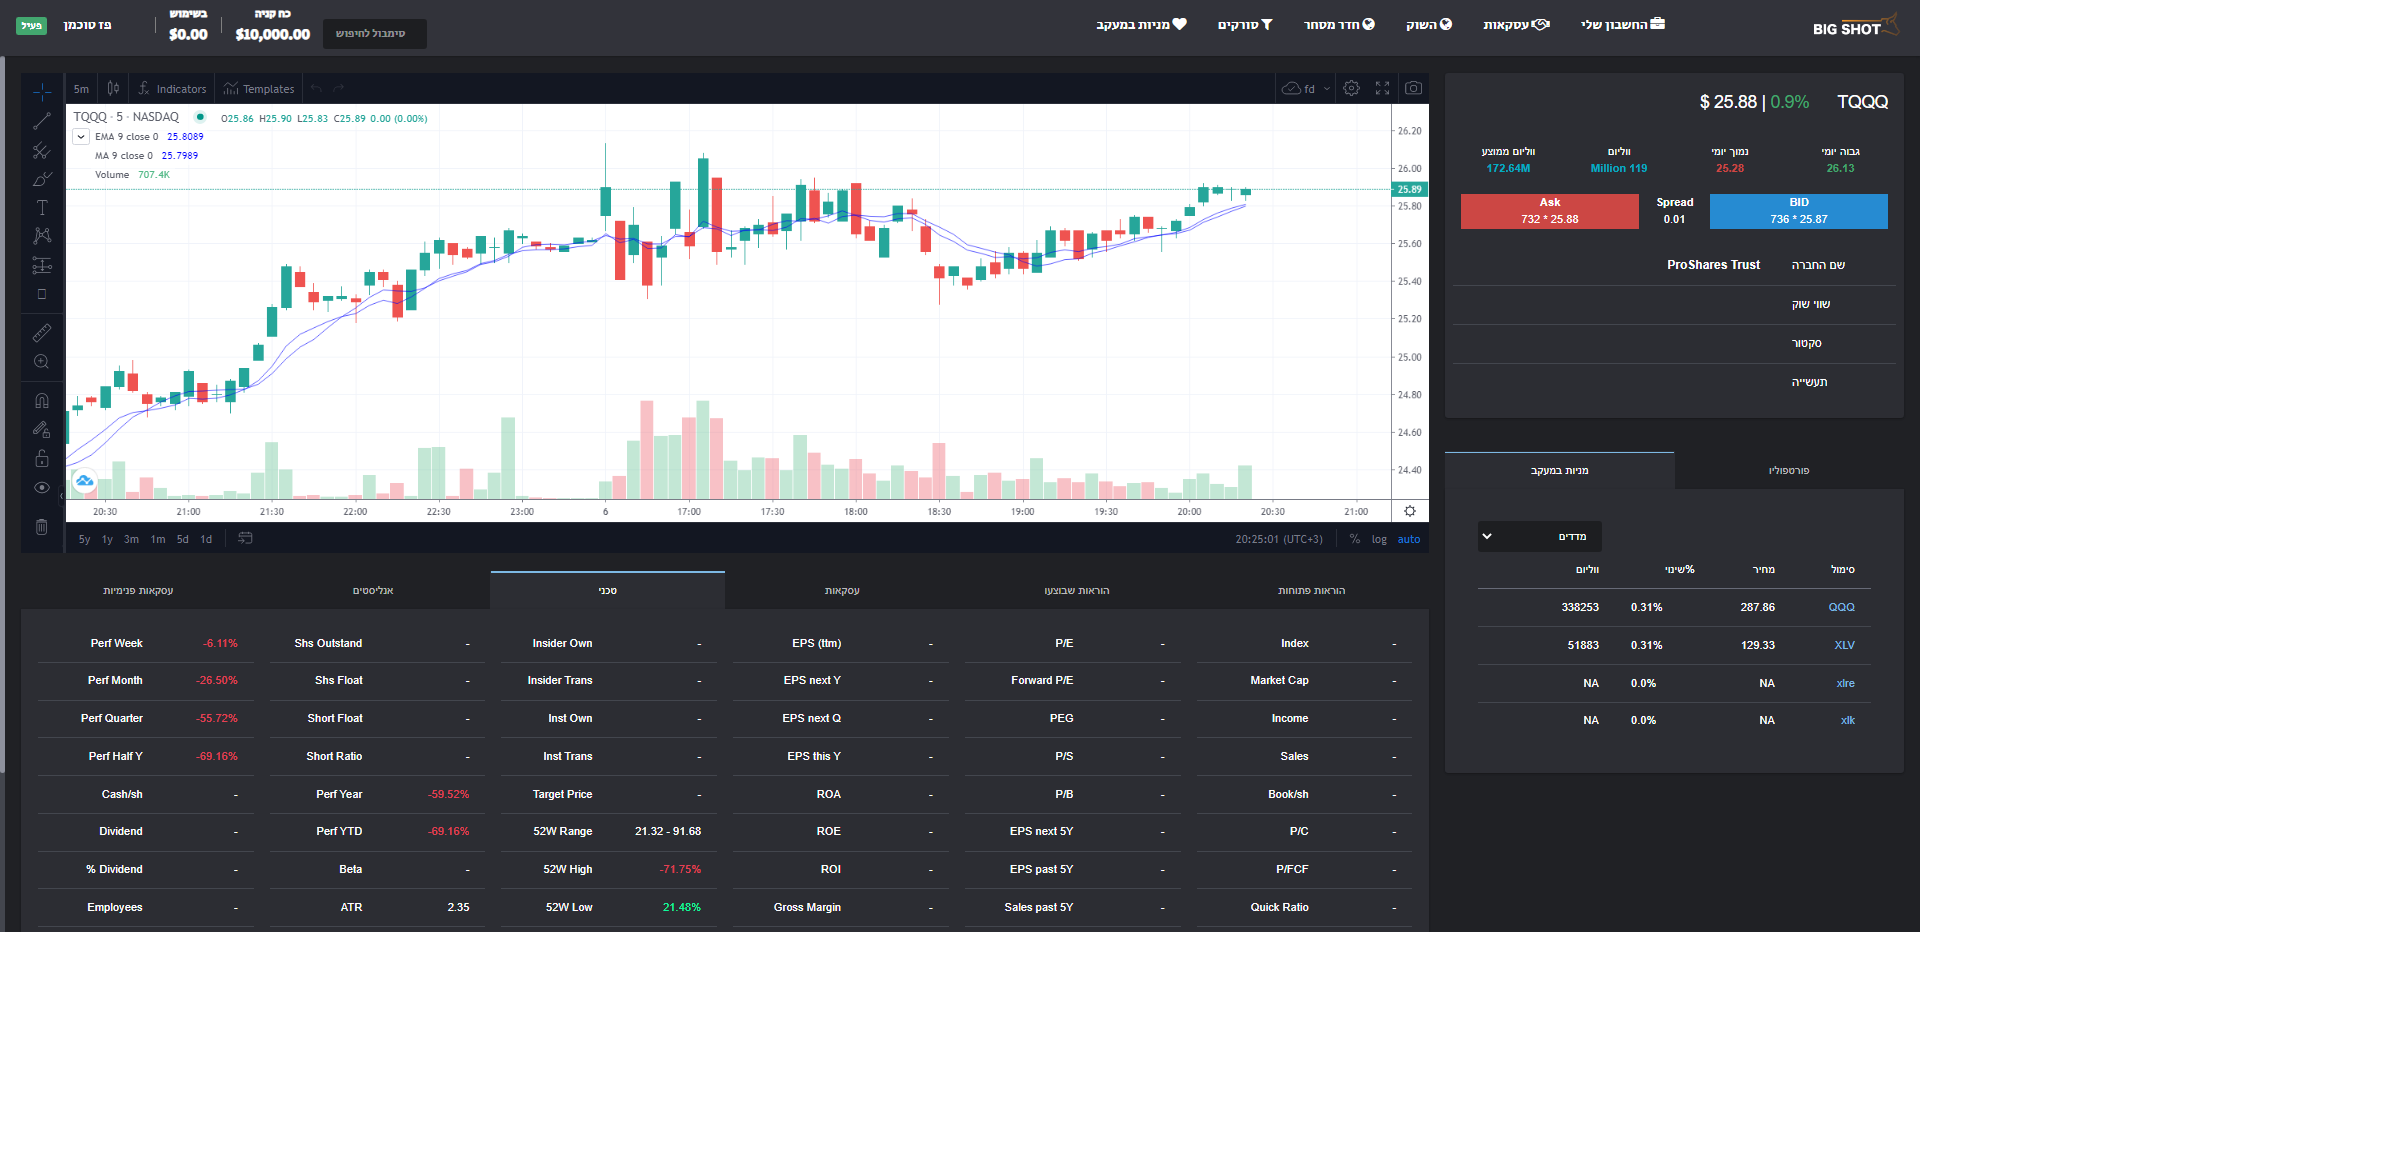 BIG SHOT
החשבון שלי
עסקאות
השוק
חדר מסחר
סורקים
מניות במעקב
סימבול לחיפוש
כח קניה
$10,000.00
בשימוש
$0.00
פז סוכמן
פעיל
5m
Indicators
Templates
fd
TQQQ · 5 · NASDAQ
O25.86 H25.90 L25.83 C25.89 0.00 (0.00%)
EMA 9 close 0 25.8089
MA 9 close 0 25.7989
Volume 707.4K
26.20
26.00
25.89
25.80
25.60
25.40
25.20
25.00
24.80
24.60
24.40
20:30 21:00 21:30 22:00 22:30 23:00 6 17:00 17:30 18:00 18:30 19:00 19:30 20:00 20:30 21:00
5y 1y 3m 1m 5d 1d
20:25:01 (UTC+3) % log auto
TQQQ
$ 25.88 | 0.9%
גבוה יומי נמוך יומי ווליום ווליום ממוצע
26.13 25.28 Million 119 172.64M
BID Spread Ask
736 * 25.87 0.01 732 * 25.88
שם החברה ProShares Trust
שווי שוק
סקטור
תעשייה
פורטפוליו מניות במעקב
מדדים
סימול מחיר %שינוי ווליום
QQQ 287.86 0.31% 338253
XLV 129.33 0.31% 51883
xlre NA 0.0% NA
xlk NA 0.0% NA
הוראות פתוחות הוראות שבוצעו עסקאות טכני אנליסטים עסקאות פנימיות
Perf Week -6.11% Shs Outstand - Insider Own - EPS (ttm) - P/E - Index -
Perf Month -26.50% Shs Float - Insider Trans - EPS next Y - Forward P/E - Market Cap -
Perf Quarter -55.72% Short Float - Inst Own - EPS next Q - PEG - Income -
Perf Half Y -69.16% Short Ratio - Inst Trans - EPS this Y - P/S - Sales -
Cash/sh - Perf Year -59.52% Target Price - ROA - P/B - Book/sh -
Dividend - Perf YTD -69.16% 52W Range 21.32 - 91.68 ROE - EPS next 5Y - P/C -
% Dividend - Beta - 52W High -71.75% ROI - EPS past 5Y - P/FCF -
Employees - ATR 2.35 52W Low 21.48% Gross Margin - Sales past 5Y - Quick Ratio -